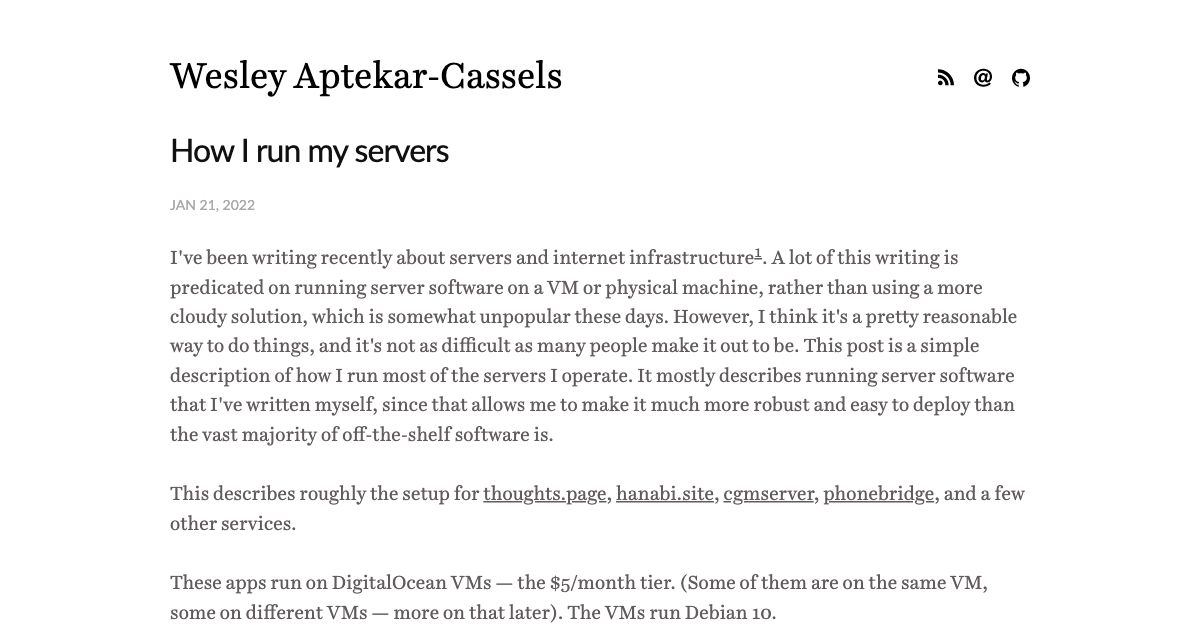 Wesley Aptekar-Cassels
How I run my servers
JAN 21, 2022
I've been writing recently about servers and internet infrastructure1. A lot of this writing is
predicated on running server software on a VM or physical machine, rather than using a more
cloudy solution, which is somewhat unpopular these days. However, I think it's a pretty reasonable
way to do things, and it's not as difficult as many people make it out to be. This post is a simple
description of how I run most of the servers I operate. It mostly describes running server software
that I've written myself, since that allows me to make it much more robust and easy to deploy than
the vast majority of off-the-shelf software is.
This describes roughly the setup for thoughts.page, hanabi.site, cgmserver, phonebridge, and a few
other services.
These apps run on DigitalOcean VMs — the $5/month tier. (Some of them are on the same VM,
some on different VMs — more on that later). The VMs run Debian 10.